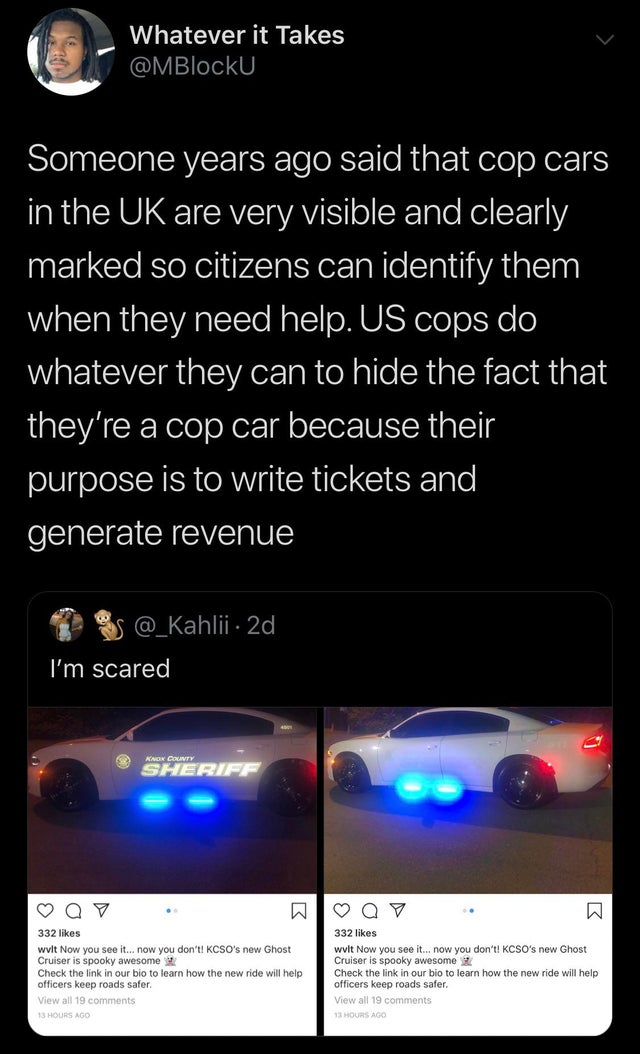 Whatever it Takes
@MBlockU
Someone years ago said that cop cars
in the UK are very visible and clearly
marked so citizens can identify them
when they need help. US cops do
whatever they can to hide the fact that
they're a cop car because their
purpose is to write tickets and
generate revenue
🐒 @_Kahlii · 2d
I'm scared
4501
KNOX COUNTY
SHERIFF
332 likes
wvlt Now you see it... now you don't! KCSO's new Ghost
Cruiser is spooky awesome 👻
Check the link in our bio to learn how the new ride will help
officers keep roads safer.
View all 19 comments
13 HOURS AGO
332 likes
wvlt Now you see it... now you don't! KCSO's new Ghost
Cruiser is spooky awesome 👻
Check the link in our bio to learn how the new ride will help
officers keep roads safer.
View all 19 comments
13 HOURS AGO